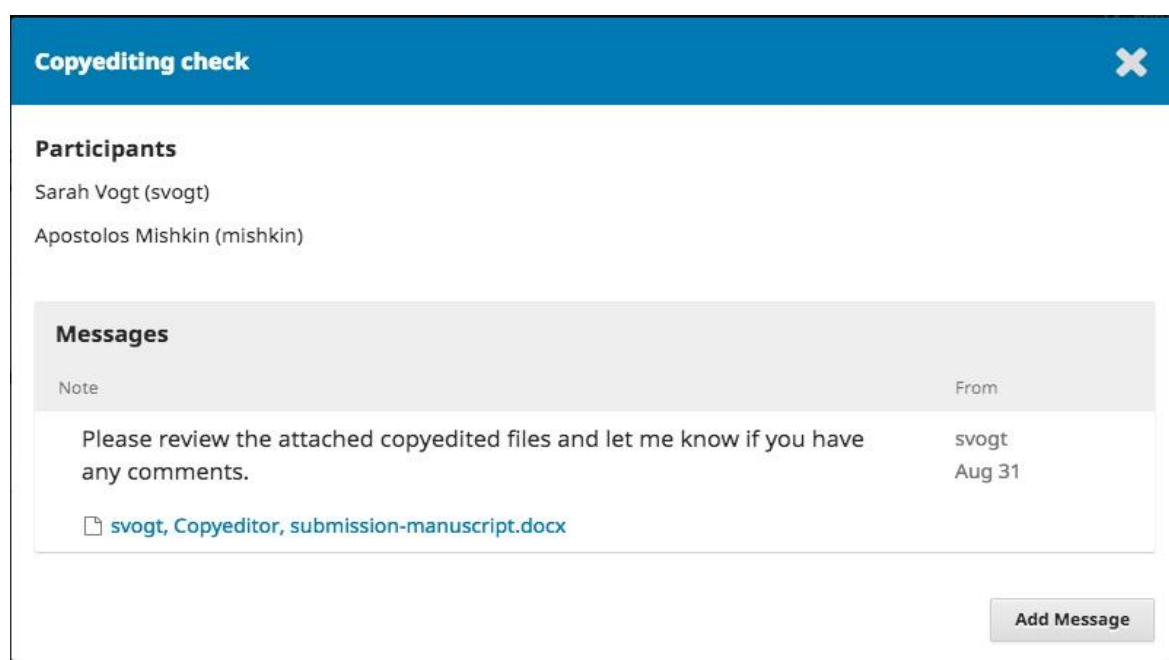 Copyediting check
Participants
Sarah Vogt (svogt)
Apostolos Mishkin (mishkin)
Messages
Note From
Please review the attached copyedited files and let me know if you have svogt
any comments. Aug 31
svogt, Copyeditor, submission-manuscript.docx
Add Message